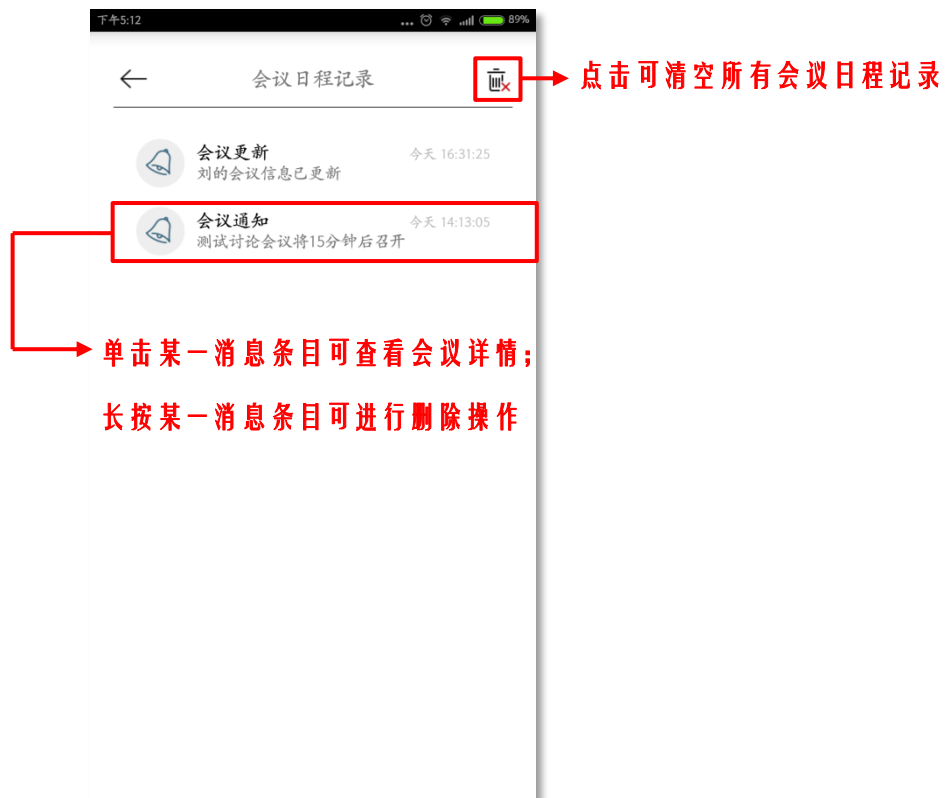 下午5:12
... 89%
会议日程记录
点击可清空所有会议日程记录
会议更新
今天 16:31:25
刘的会议信息已更新
会议通知
今天 14:13:05
测试讨论会议将15分钟后召开
单击某一消息条目可查看会议详情；
长按某一消息条目可进行删除操作